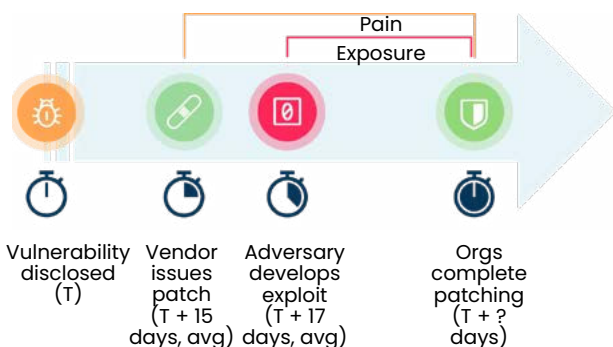 Pain
Exposure
0
Vulnerability
disclosed
(T)
Vendor
issues
patch
(T + 15
days, avg)
Adversary
develops
exploit
(T + 17
days, avg)
Orgs
complete
patching
(T + ?
days)